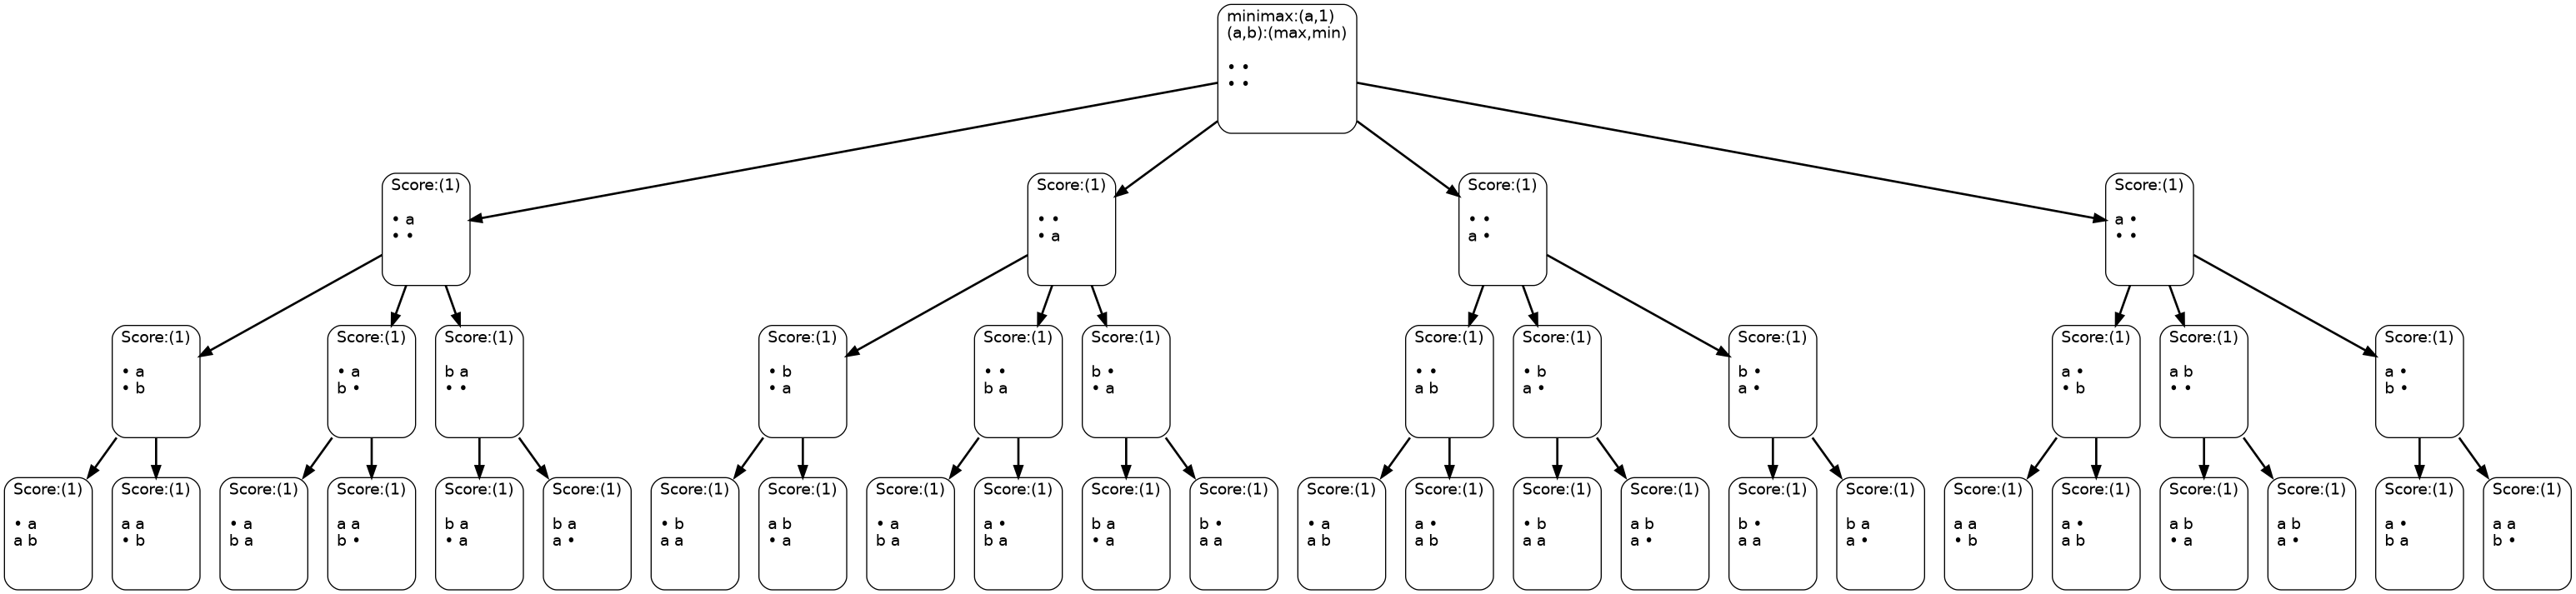 minimax:(a,1)
(a,b):(max,min)
• •
• •
Score:(1)
• a
• •
Score:(1)
• •
• a
Score:(1)
• •
a •
Score:(1)
a •
• •
Score:(1)
• a
• b
Score:(1)
• a
b •
Score:(1)
b a
• •
Score:(1)
• b
• a
Score:(1)
• •
b a
Score:(1)
b •
• a
Score:(1)
• •
a b
Score:(1)
• b
a •
Score:(1)
b •
a •
Score:(1)
a •
• b
Score:(1)
a b
• •
Score:(1)
a •
b •
Score:(1)
• a
a b
Score:(1)
a a
• b
Score:(1)
• a
b a
Score:(1)
a a
b •
Score:(1)
b a
• a
Score:(1)
b a
a •
Score:(1)
• b
a a
Score:(1)
a b
• a
Score:(1)
• a
b a
Score:(1)
a •
b a
Score:(1)
b a
• a
Score:(1)
b •
a a
Score:(1)
• a
a b
Score:(1)
a •
a b
Score:(1)
• b
a a
Score:(1)
a b
a •
Score:(1)
b •
a a
Score:(1)
b a
a •
Score:(1)
a a
• b
Score:(1)
a •
a b
Score:(1)
a b
• a
Score:(1)
a b
a •
Score:(1)
a •
b a
Score:(1)
a a
b •